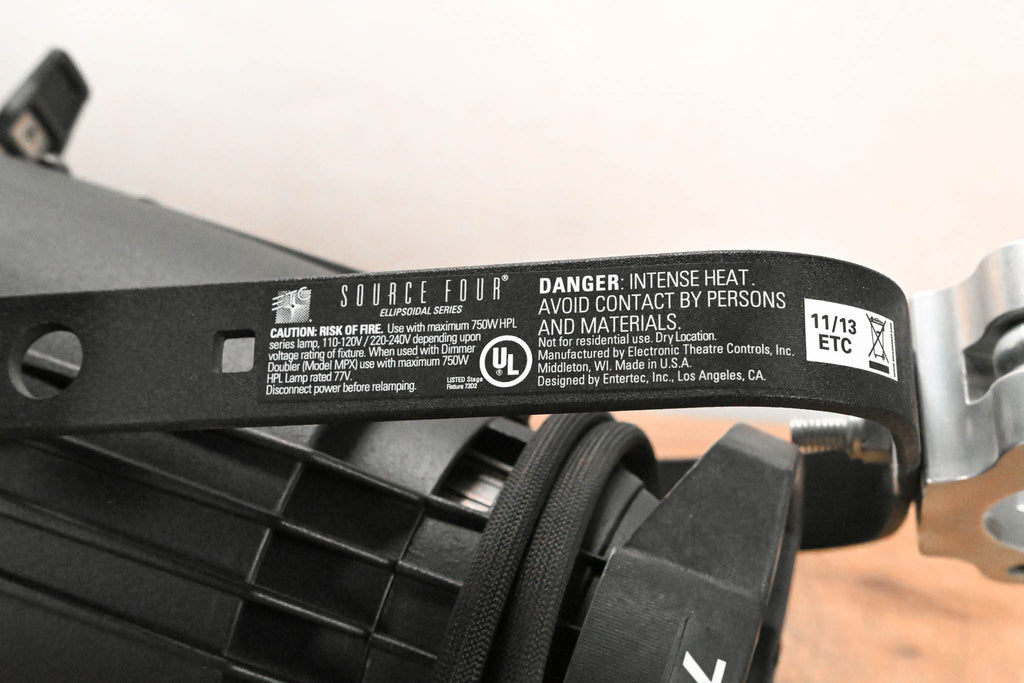 ETC
SOURCE FOUR®
ELLIPSOIDAL SERIES
CAUTION: RISK OF FIRE. Use with maximum 750W HPL
series lamp, 110-120V / 220-240V depending upon
voltage rating of fixture. When used with Dimmer
Doubler (Model MPX) use with maximum 750W
HPL Lamp rated 77V.
Disconnect power before relamping.
LISTED Stage
Fixture 73D2
UL
®
DANGER: INTENSE HEAT.
AVOID CONTACT BY PERSONS
AND MATERIALS.
Not for residential use. Dry Location.
Manufactured by Electronic Theatre Controls, Inc.
Middleton, WI. Made in U.S.A.
Designed by Entertec, Inc., Los Angeles, CA.
11/13
ETC